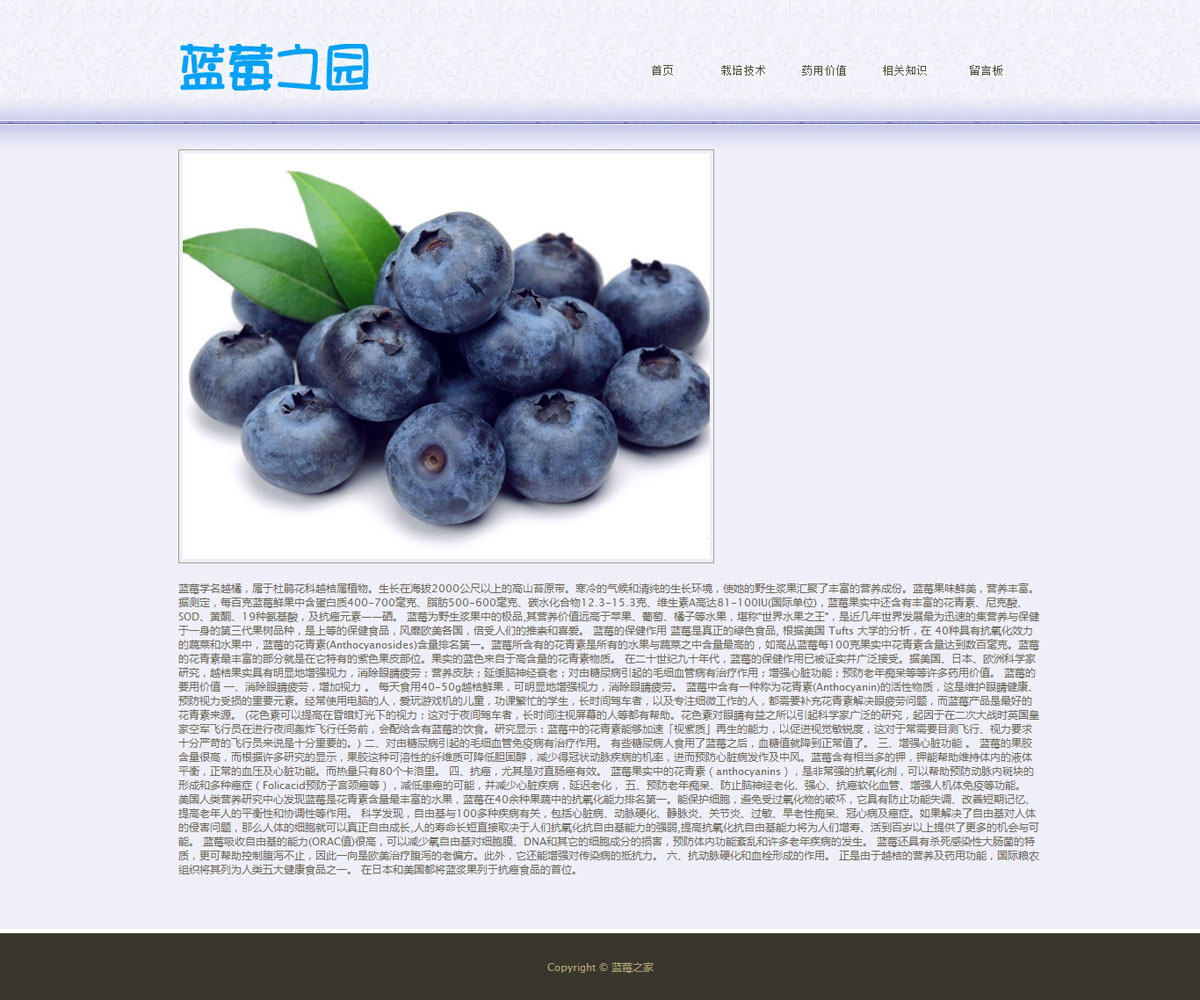 蓝莓之园
首页 栽培技术 药用价值 相关知识 留言板
蓝莓学名越橘，属于杜鹃花科越桔属植物。生长在海拔2000公尺以上的高山苔原带。寒冷的气候和清纯的生长环境，使她的野生浆果汇聚了丰富的营养成份。蓝莓果味鲜美，营养丰富。
据测定，每百克蓝莓鲜果中含蛋白质400-700毫克、脂肪500-600毫克、碳水化合物12.3-15.3克、维生素A高达81-100IU(国际单位)，蓝莓果实中还含有丰富的花青素、尼克酸、
SOD、黄酮、19种氨基酸，及抗癌元素——硒。 蓝莓为野生浆果中的极品,其营养价值远高于苹果、葡萄、橘子等水果，堪称"世界水果之王"，是近几年世界发展最为迅速的集营养与保健
于一身的第三代果树品种，是上等的保健食品，风靡欧美各国，倍受人们的推崇和喜爱。 蓝莓的保健作用 蓝莓是真正的绿色食品, 根据美国 Tufts 大学的分析，在 40种具有抗氧化效力
的蔬菜和水果中，蓝莓的花青素(Anthocyanosides)含量排名第一。蓝莓所含有的花青素是所有的水果与蔬菜之中含量最高的，如高丛蓝莓每100克果实中花青素含量达到数百毫克。蓝莓
的花青素最丰富的部分就是在它特有的紫色果皮部位。果实的蓝色来自于高含量的花青素物质。 在二十世纪九十年代，蓝莓的保健作用已被证实并广泛接受。据美国、日本、欧洲科学家
研究，越桔果实具有明显地增强视力，消除眼睛疲劳；营养皮肤；延缓脑神经衰老；对由糖尿病引起的毛细血管病有治疗作用；增强心脏功能；预防老年痴呆等等许多药用价值。 蓝莓的
要用价值 一、消除眼睛疲劳，增加视力 。 每天食用40-50g越桔鲜果，可明显地增强视力，消除眼睛疲劳。 蓝莓中含有一种称为花青素(Anthocyanin)的活性物质，这是维护眼睛健康、
预防视力受损的重要元素。经常使用电脑的人，爱玩游戏机的儿童，功课繁忙的学生，长时间驾车者，以及专注细微工作的人，都需要补充花青素解决眼疲劳问题，而蓝莓产品是最好的
花青素来源。 (花色素可以提高在昏暗灯光下的视力；这对于夜间驾车者，长时间注视屏幕的人等都有帮助。花色素对眼睛有益之所以引起科学家广泛的研究，起因于在二次大战时英国皇
家空军飞行员在进行夜间轰炸飞行任务前，会配给含有蓝莓的饮食。研究显示：蓝莓中的花青素能够加速「视紫质」再生的能力，以促进视觉敏锐度，这对于常需要目测飞行、视力要求
十分严苛的飞行员来说是十分重要的。) 二、对由糖尿病引起的毛细血管免疫病有治疗作用。 有些糖尿病人食用了蓝莓之后，血糖值就降到正常值了。 三、增强心脏功能 。 蓝莓的果胶
含量很高，而根据许多研究的显示，果胶这种可溶性的纤维质可降低胆固醇，减少得冠状动脉疾病的机率，进而预防心脏病发作及中风。蓝莓含有相当多的钾，钾能帮助维持体内的液体
平衡，正常的血压及心脏功能。而热量只有80个卡洛里。 四、抗癌，尤其是对直肠癌有效。 蓝莓果实中的花青素（anthocyanins），是非常强的抗氧化剂，可以帮助预防动脉内斑块的
形成和多种癌症（Folicacid预防子宫颈癌等），减低患癌的可能，并减少心脏疾病，延迟老化， 五、预防老年痴呆、防止脑神经老化、强心、抗癌软化血管、增强人机体免疫等功能。
美国人类营养研究中心发现蓝莓是花青素含量最丰富的水果，蓝莓在40余种果蔬中的抗氧化能力排名第一。能保护细胞，避免受过氧化物的破坏，它具有防止功能失调、改善短期记忆、
提高老年人的平衡性和协调性等作用。 科学发现，自由基与100多种疾病有关，包括心脏病、动脉硬化、静脉炎、关节炎、过敏、早老性痴呆、冠心病及癌症。如果解决了自由基对人体
的侵害问题，那么人体的细胞就可以真正自由成长,人的寿命长短直接取决于人们抗氧化抗自由基能力的强弱,提高抗氧化抗自由基能力将为人们增寿、活到百岁以上提供了更多的机会与可
能。 蓝莓吸收自由基的能力(ORAC值)很高，可以减少氧自由基对细胞膜、DNA和其它的细胞成分的损害，预防体内功能紊乱和许多老年疾病的发生。 蓝莓还具有杀死感染性大肠菌的特
质，更可帮助控制腹泻不止，因此一向是欧美治疗腹泻的老偏方。此外，它还能增强对传染病的抵抗力。 六、抗动脉硬化和血栓形成的作用。 正是由于越桔的营养及药用功能，国际粮农
组织将其列为人类五大健康食品之一。 在日本和美国都将蓝浆果列于抗癌食品的首位。
Copyright © 蓝莓之家